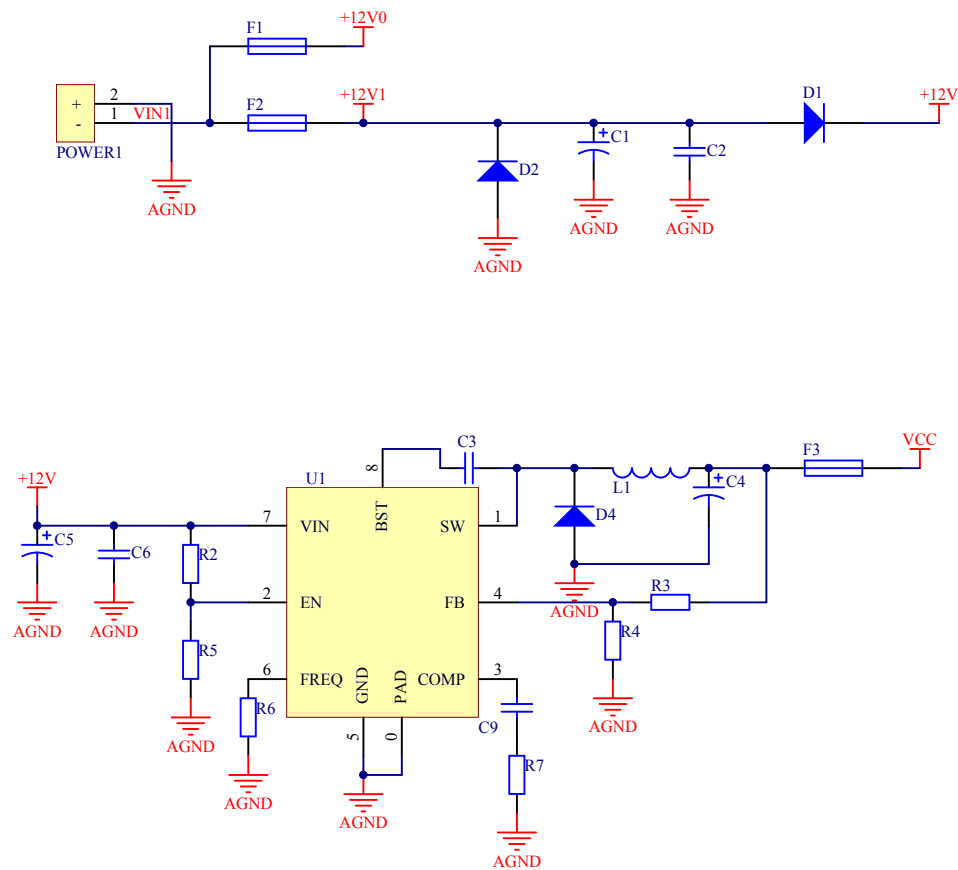 F1
+12V0
+
-
2
1
VIN1
POWER1
AGND
F2
+12V1
D2
AGND
C1
AGND
C2
AGND
D1
+12V
+12V
C5
AGND
C6
AGND
R2
R5
AGND
U1
7
VIN
2
EN
6
FREQ
R6
AGND
8
BST
GND
5
PAD
0
AGND
SW
1
FB
4
COMP
3
C3
D4
AGND
L1
C4
F3
VCC
R3
R4
AGND
C9
R7
AGND